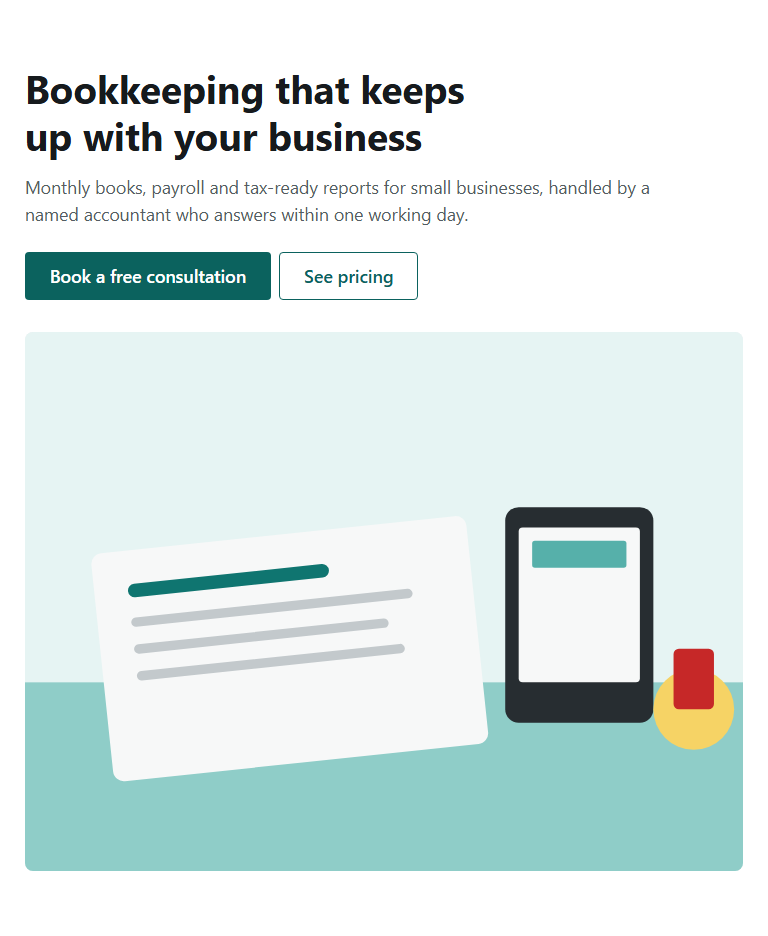 Bookkeeping that keeps
up with your business
Monthly books, payroll and tax-ready reports for small businesses, handled by a
named accountant who answers within one working day.
Book a free consultation
See pricing